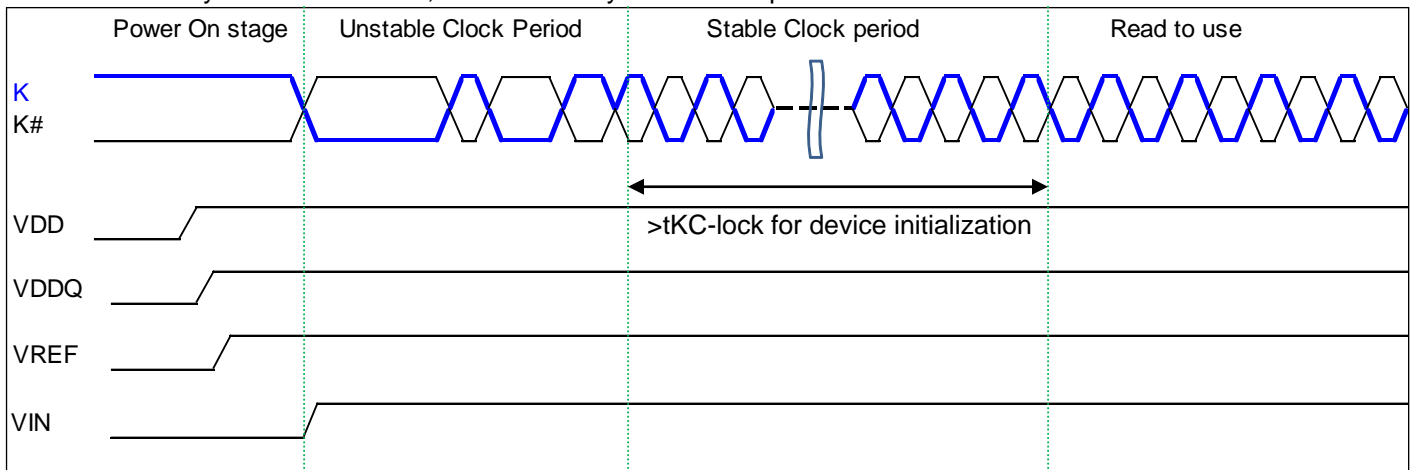 Power On stage Unstable Clock Period Stable Clock period Read to use
K
K#
VDD
>tKC-lock for device initialization
VDDQ
VREF
VIN